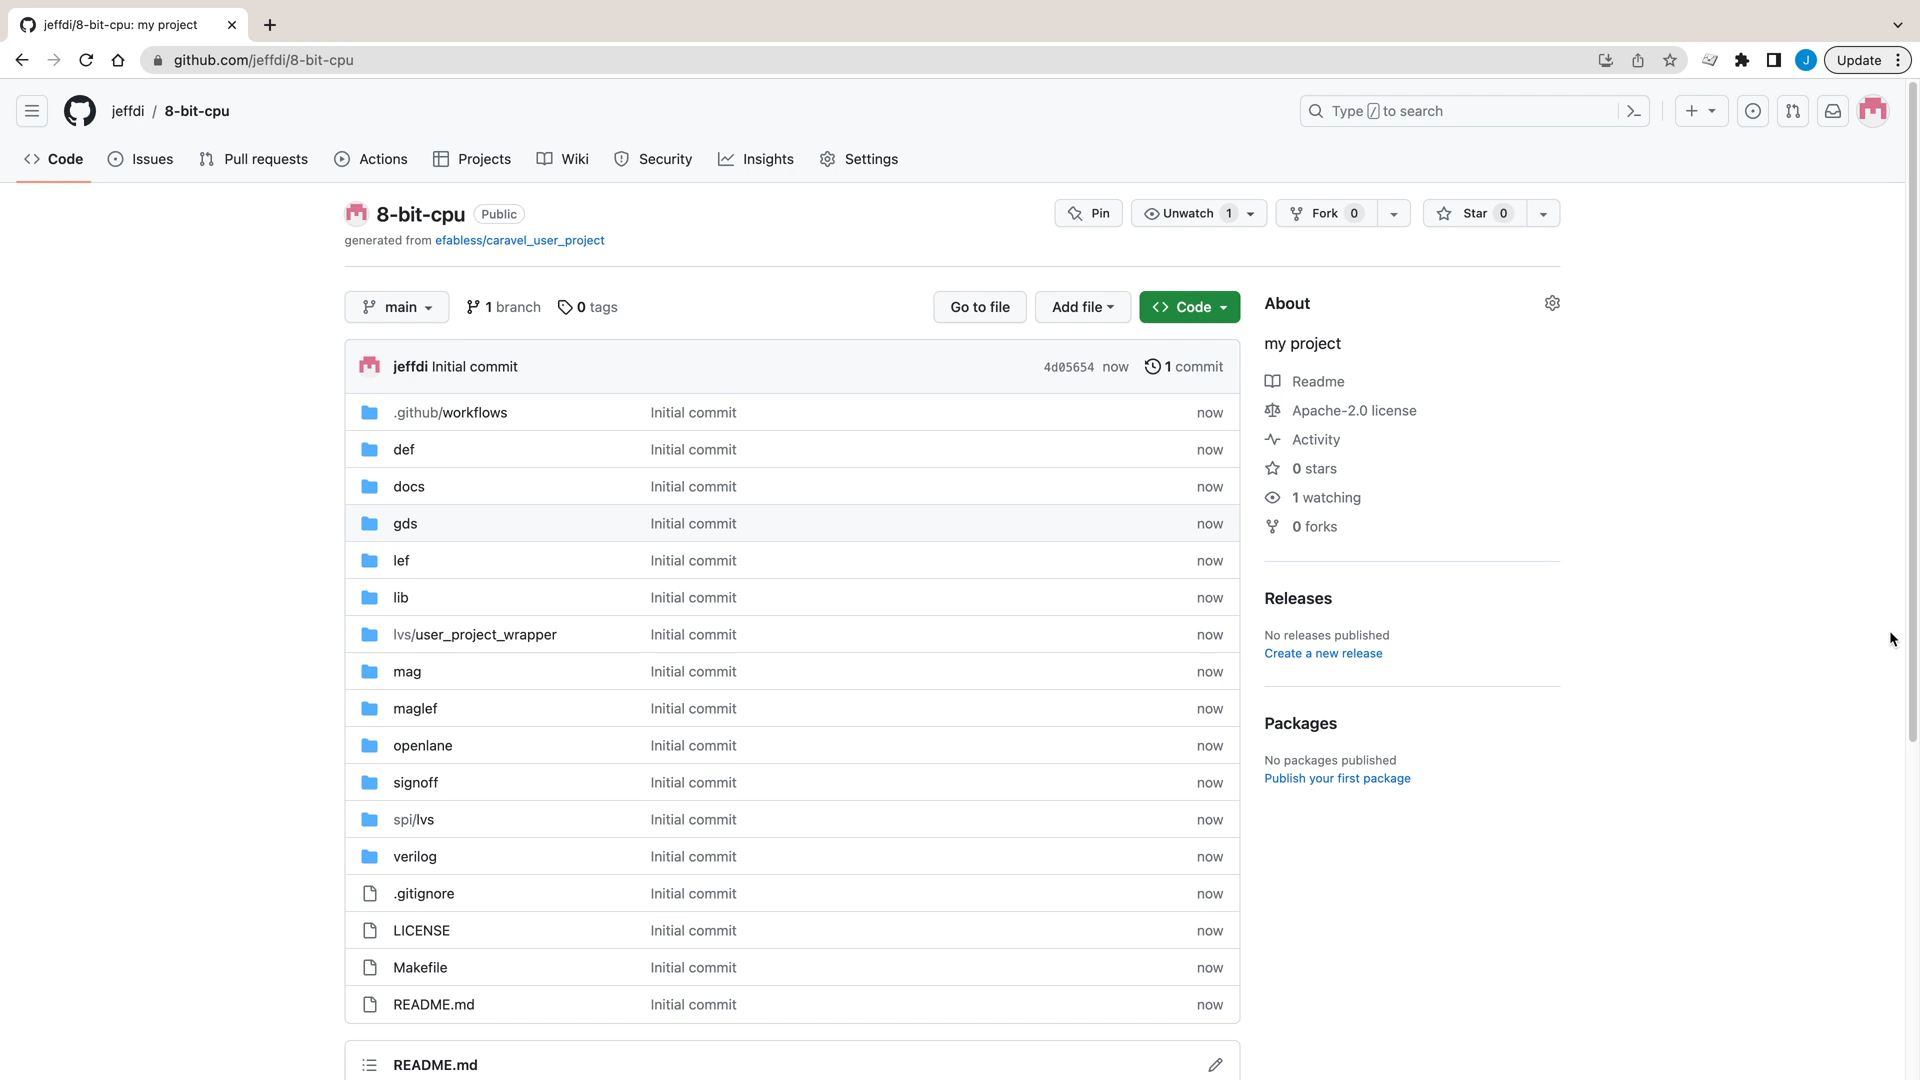 jeffdi/8-bit-cpu: my project
github.com/jeffdi/8-bit-cpu
J
Update
jeffdi / 8-bit-cpu
Type / to search
Code Issues Pull requests Actions Projects Wiki Security Insights Settings
8-bit-cpu Public
Pin Unwatch 1 Fork 0 Star 0
generated from efabless/caravel_user_project
main 1 branch 0 tags Go to file Add file Code
jeffdi Initial commit 4d05654 now 1 commit
.github/workflows Initial commit now
def Initial commit now
docs Initial commit now
gds Initial commit now
lef Initial commit now
lib Initial commit now
lvs/user_project_wrapper Initial commit now
mag Initial commit now
maglef Initial commit now
openlane Initial commit now
signoff Initial commit now
spi/lvs Initial commit now
verilog Initial commit now
.gitignore Initial commit now
LICENSE Initial commit now
Makefile Initial commit now
README.md Initial commit now
README.md
About
my project
Readme
Apache-2.0 license
Activity
0 stars
1 watching
0 forks
Releases
No releases published
Create a new release
Packages
No packages published
Publish your first package